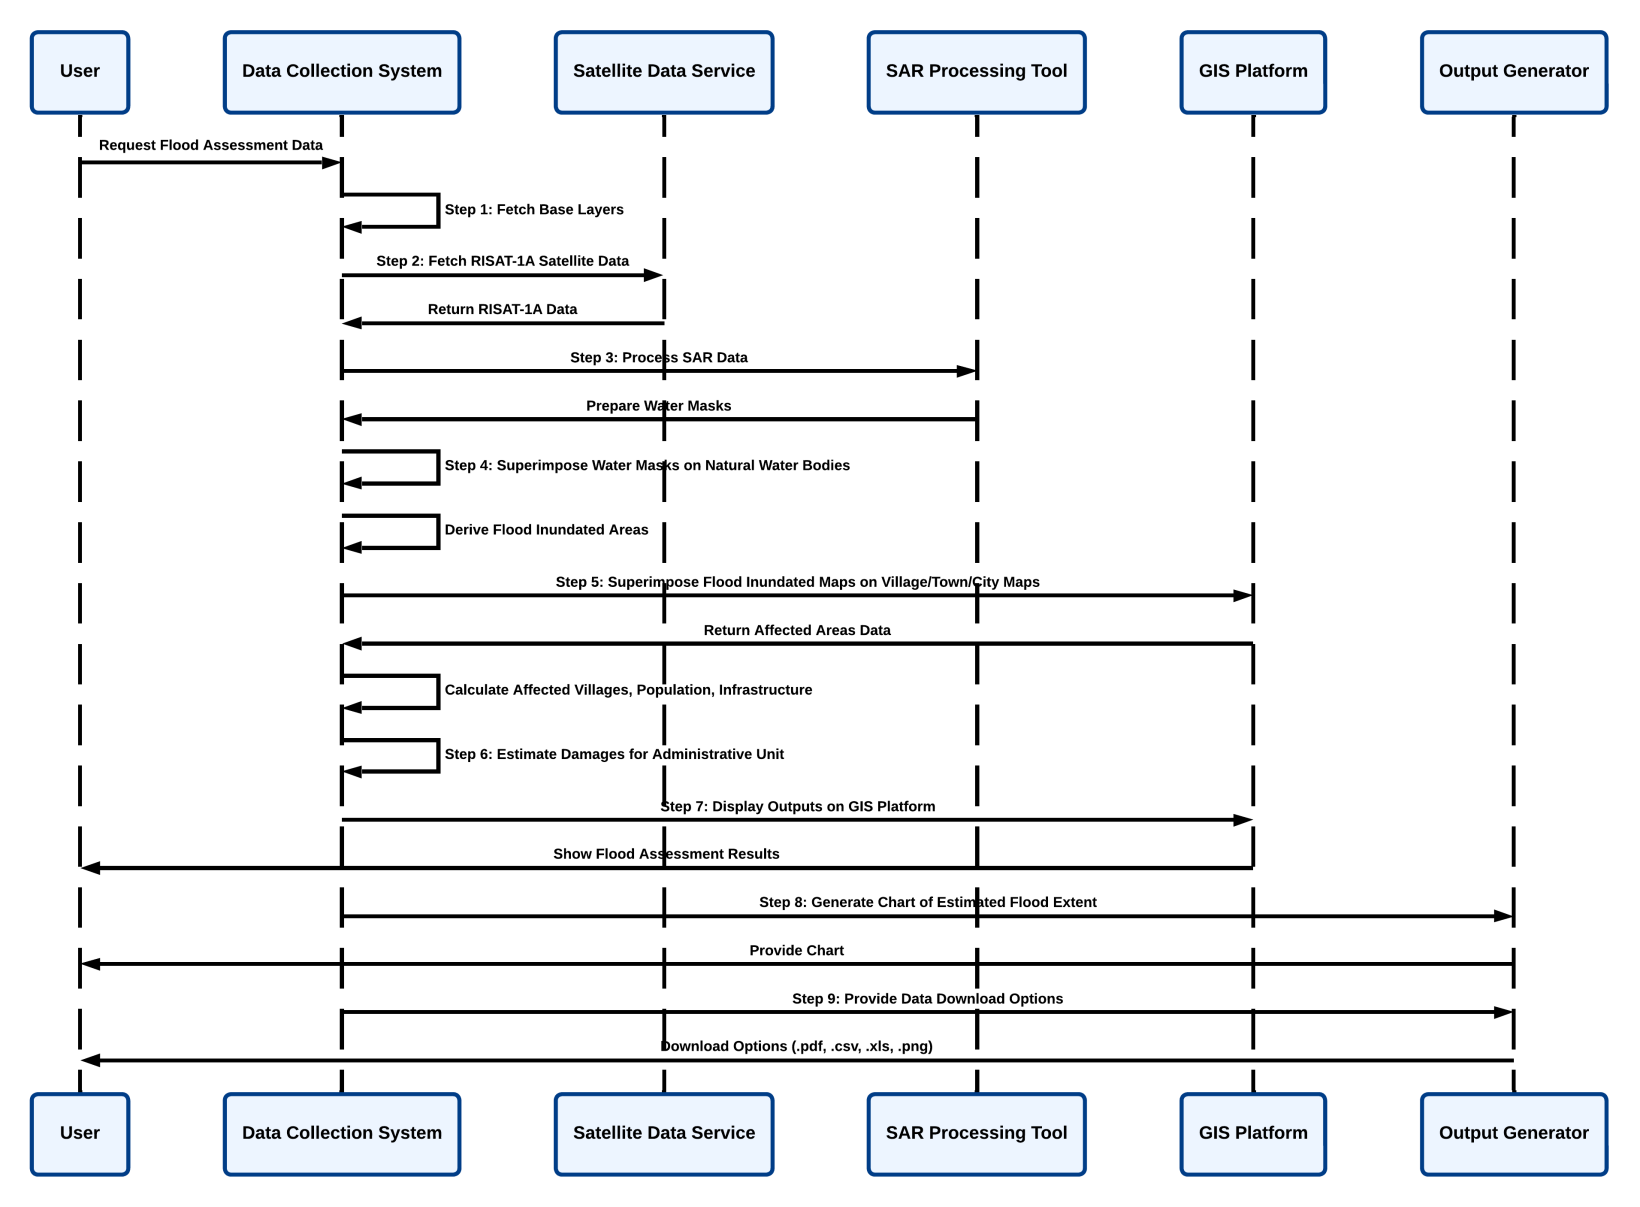 User
Data Collection System
Satellite Data Service
SAR Processing Tool
GIS Platform
Output Generator
Request Flood Assessment Data
Step 1: Fetch Base Layers
Step 2: Fetch RISAT-1A Satellite Data
Return RISAT-1A Data
Step 3: Process SAR Data
Prepare Water Masks
Step 4: Superimpose Water Masks on Natural Water Bodies
Derive Flood Inundated Areas
Step 5: Superimpose Flood Inundated Maps on Village/Town/City Maps
Return Affected Areas Data
Calculate Affected Villages, Population, Infrastructure
Step 6: Estimate Damages for Administrative Unit
Step 7: Display Outputs on GIS Platform
Show Flood Assessment Results
Step 8: Generate Chart of Estimated Flood Extent
Provide Chart
Step 9: Provide Data Download Options
Download Options (.pdf, .csv, .xls, .png)
User
Data Collection System
Satellite Data Service
SAR Processing Tool
GIS Platform
Output Generator